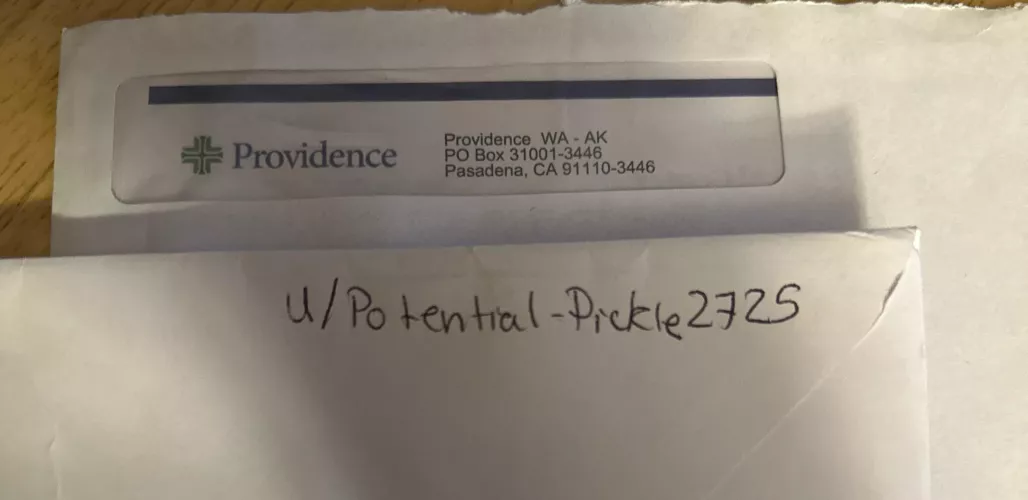 Providence
Providence WA - AK
PO Box 31001-3446
Pasadena, CA 91110-3446
u/Potential-Pickle2725